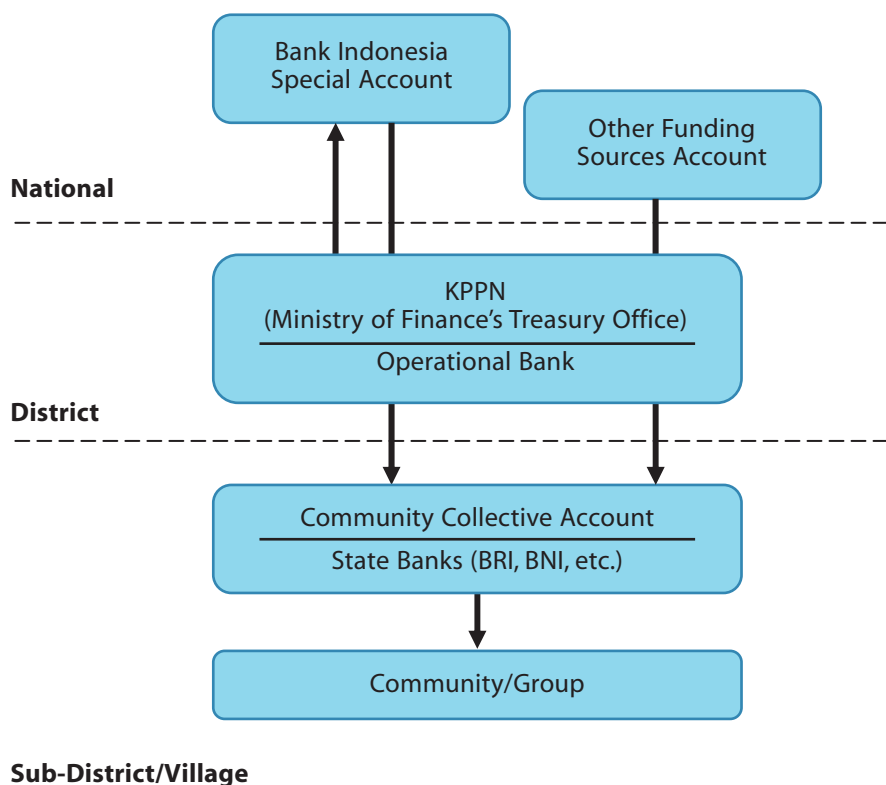 Bank Indonesia
Special Account
Other Funding
Sources Account
National
KPPN
(Ministry of Finance’s Treasury Office)
Operational Bank
District
Community Collective Account
State Banks (BRI, BNI, etc.)
Community/Group
Sub-District/Village